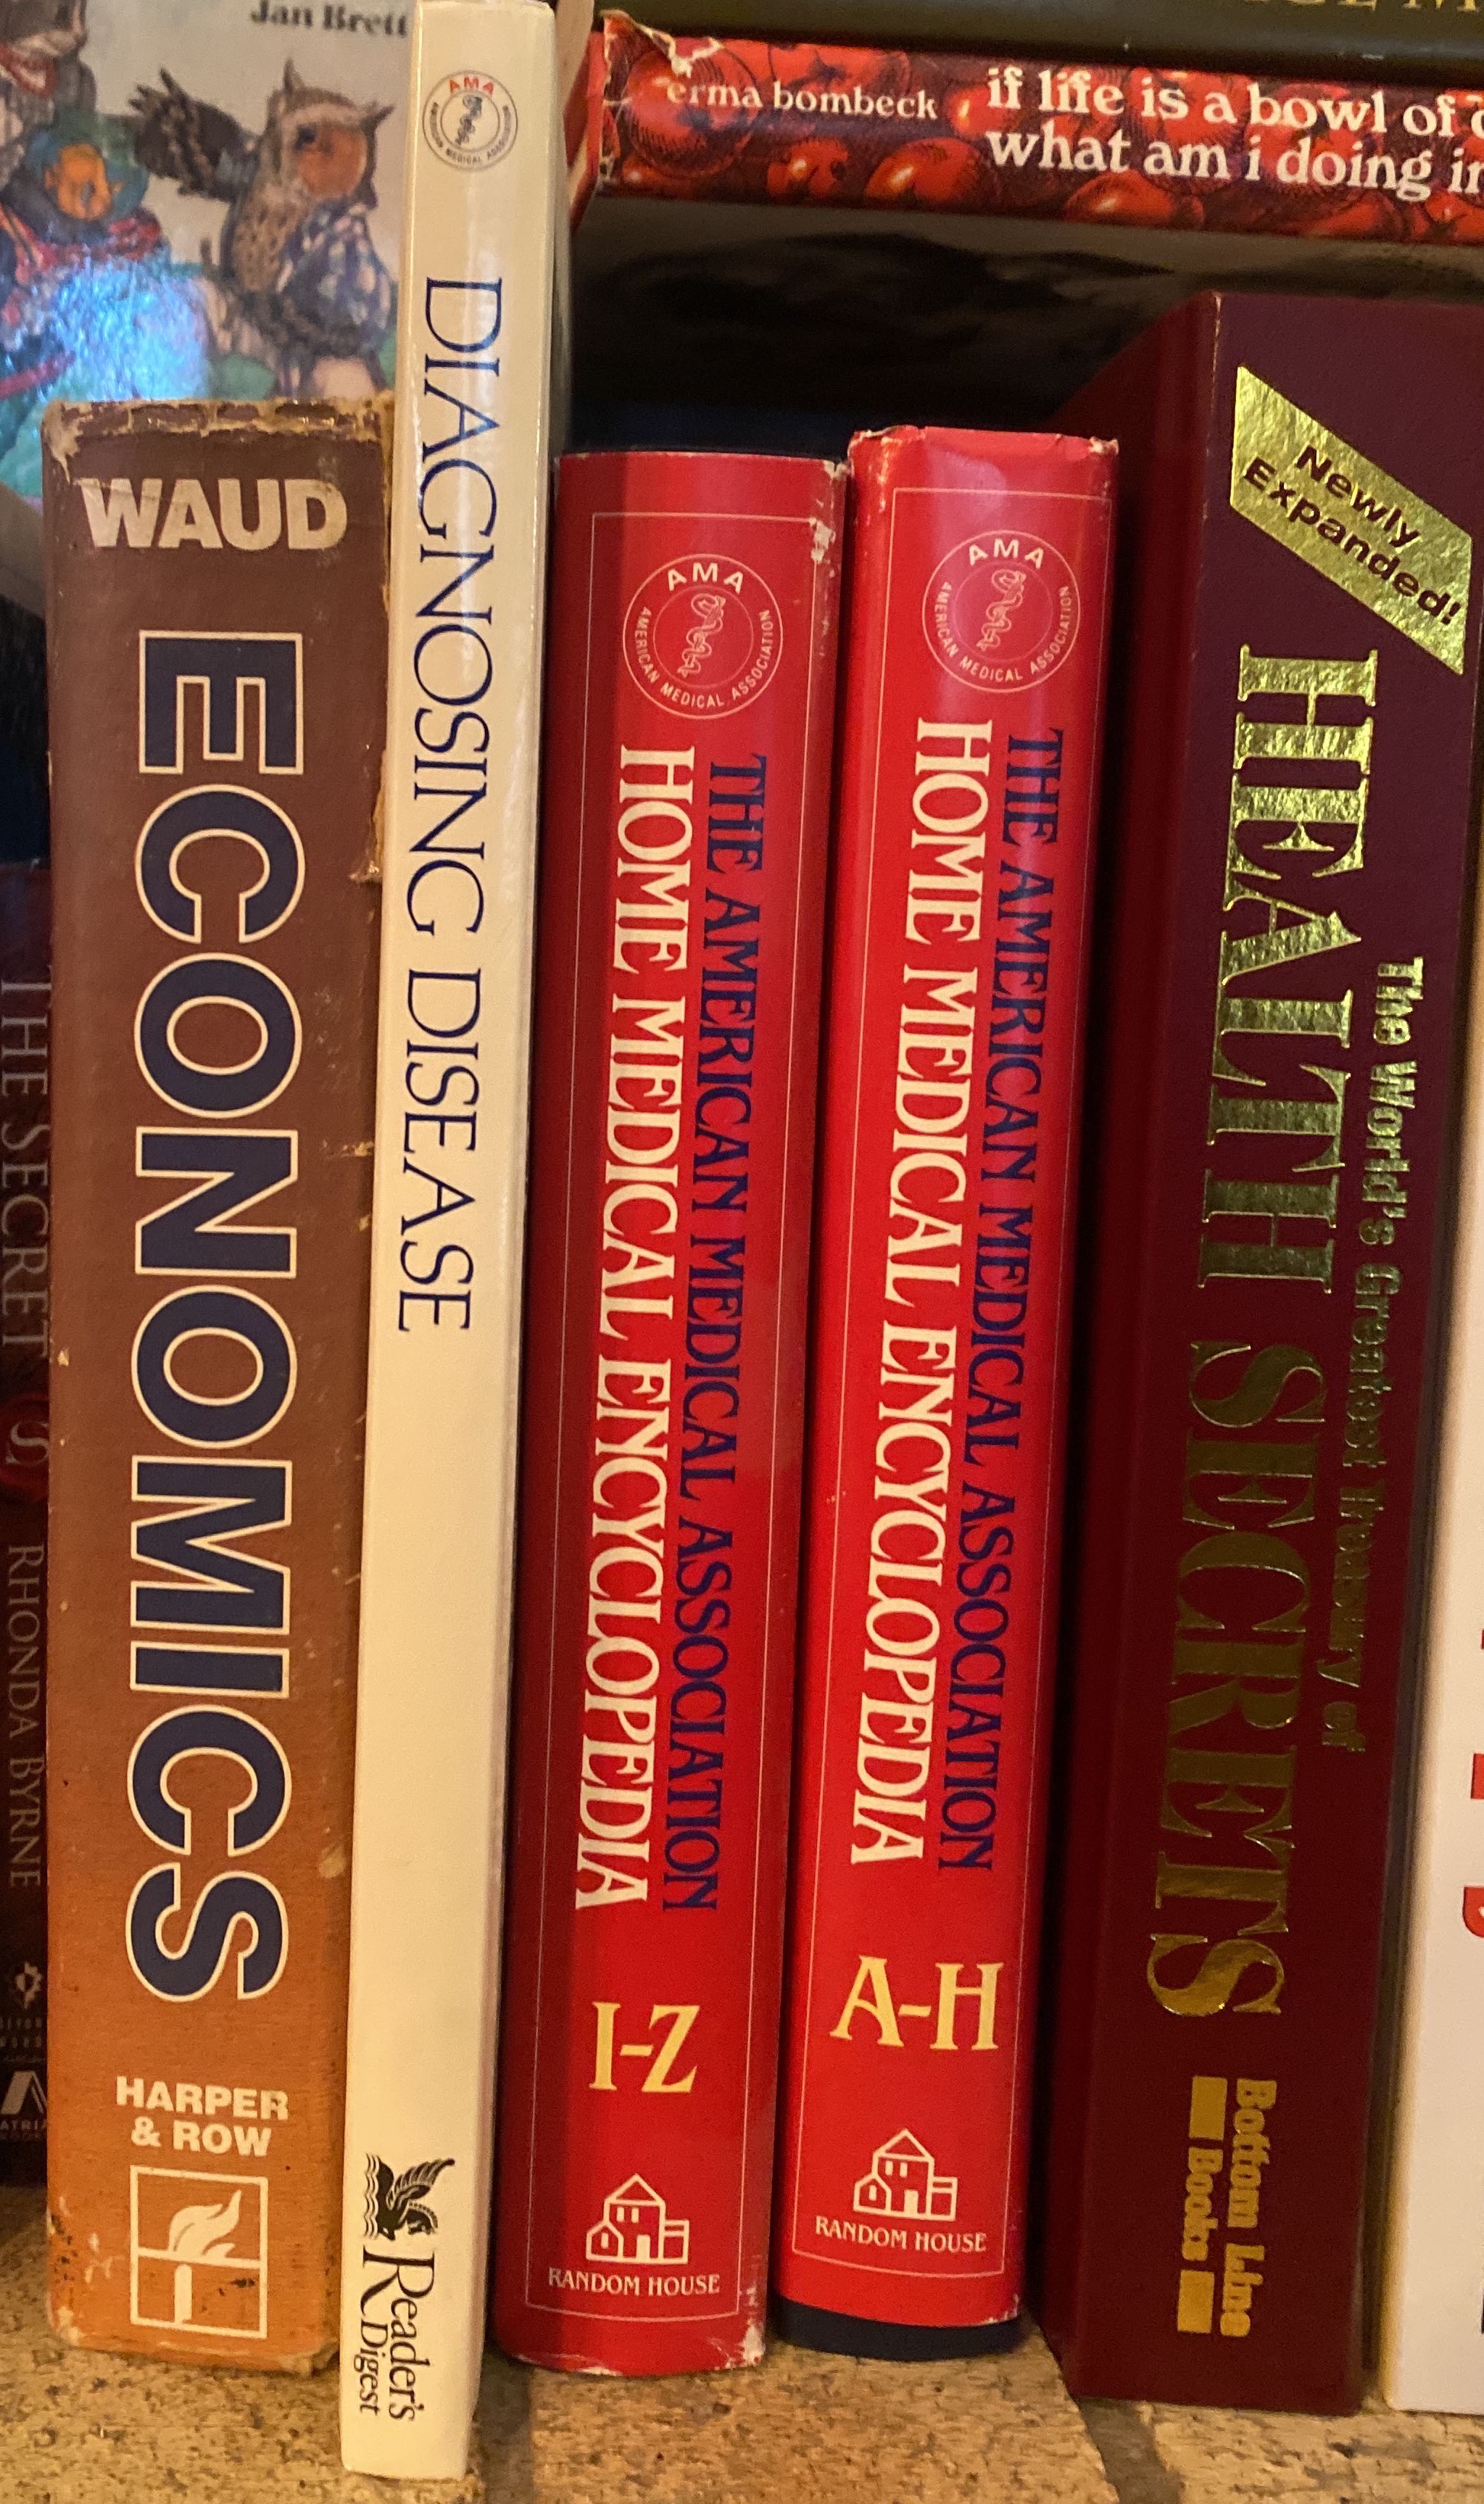 Jan Brett
erma bombeck
if life is a bowl of
what am i doing in
THE SECRET
RHONDA BYRNE
WAUD
ECONOMICS
HARPER
& ROW
AMA
AMERICAN MEDICAL ASSOCIATION
DIAGNOSING DISEASE
Reader's
Digest
AMA
AMERICAN MEDICAL ASSOCIATION
THE AMERICAN MEDICAL ASSOCIATION
HOME MEDICAL ENCYCLOPEDIA
I-Z
RANDOM HOUSE
AMA
AMERICAN MEDICAL ASSOCIATION
THE AMERICAN MEDICAL ASSOCIATION
HOME MEDICAL ENCYCLOPEDIA
A-H
RANDOM HOUSE
Newly
Expanded!
The World's Greatest Treasury of
HEALTH SECRETS
Bottom Line
Books